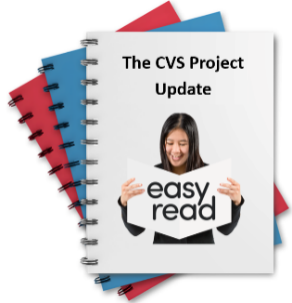 The CVS Project
Update
easy
read